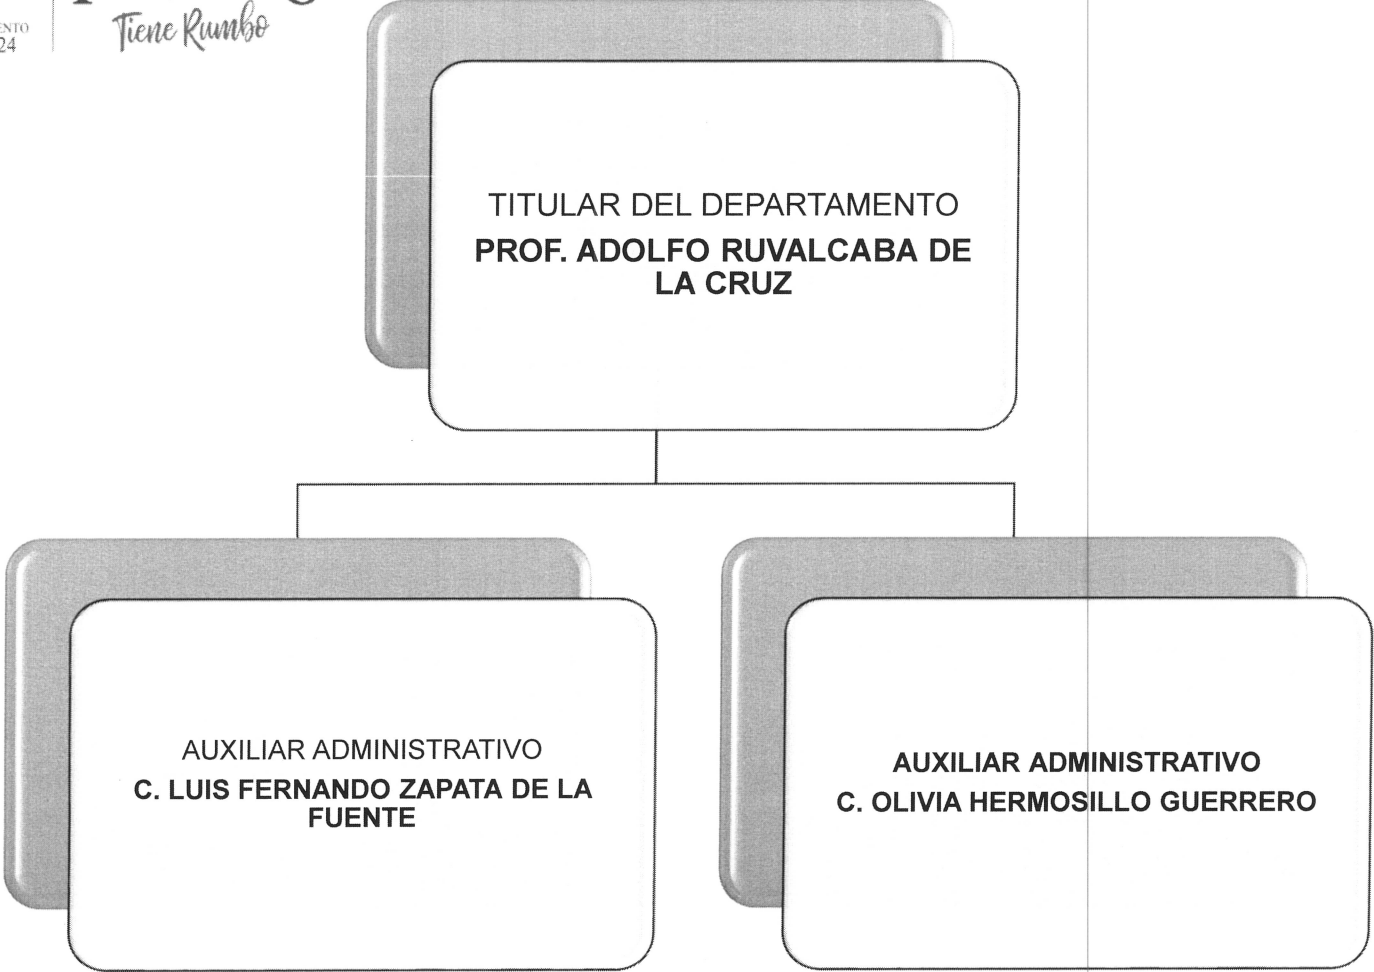 Tiene Rumbo
24
TITULAR DEL DEPARTAMENTO
PROF. ADOLFO RUVALCABA DE
LA CRUZ
AUXILIAR ADMINISTRATIVO
C. LUIS FERNANDO ZAPATA DE LA
FUENTE
AUXILIAR ADMINISTRATIVO
C. OLIVIA HERMOSILLO GUERRERO